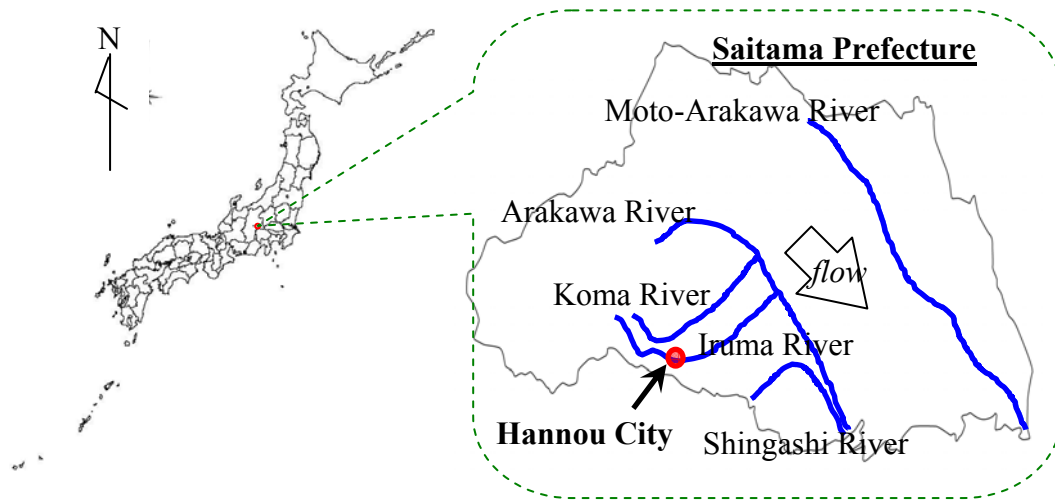 N
Saitama Prefecture
Moto-Arakawa River
Arakawa River
flow
Koma River
Iruma River
Hannou City
Shingashi River